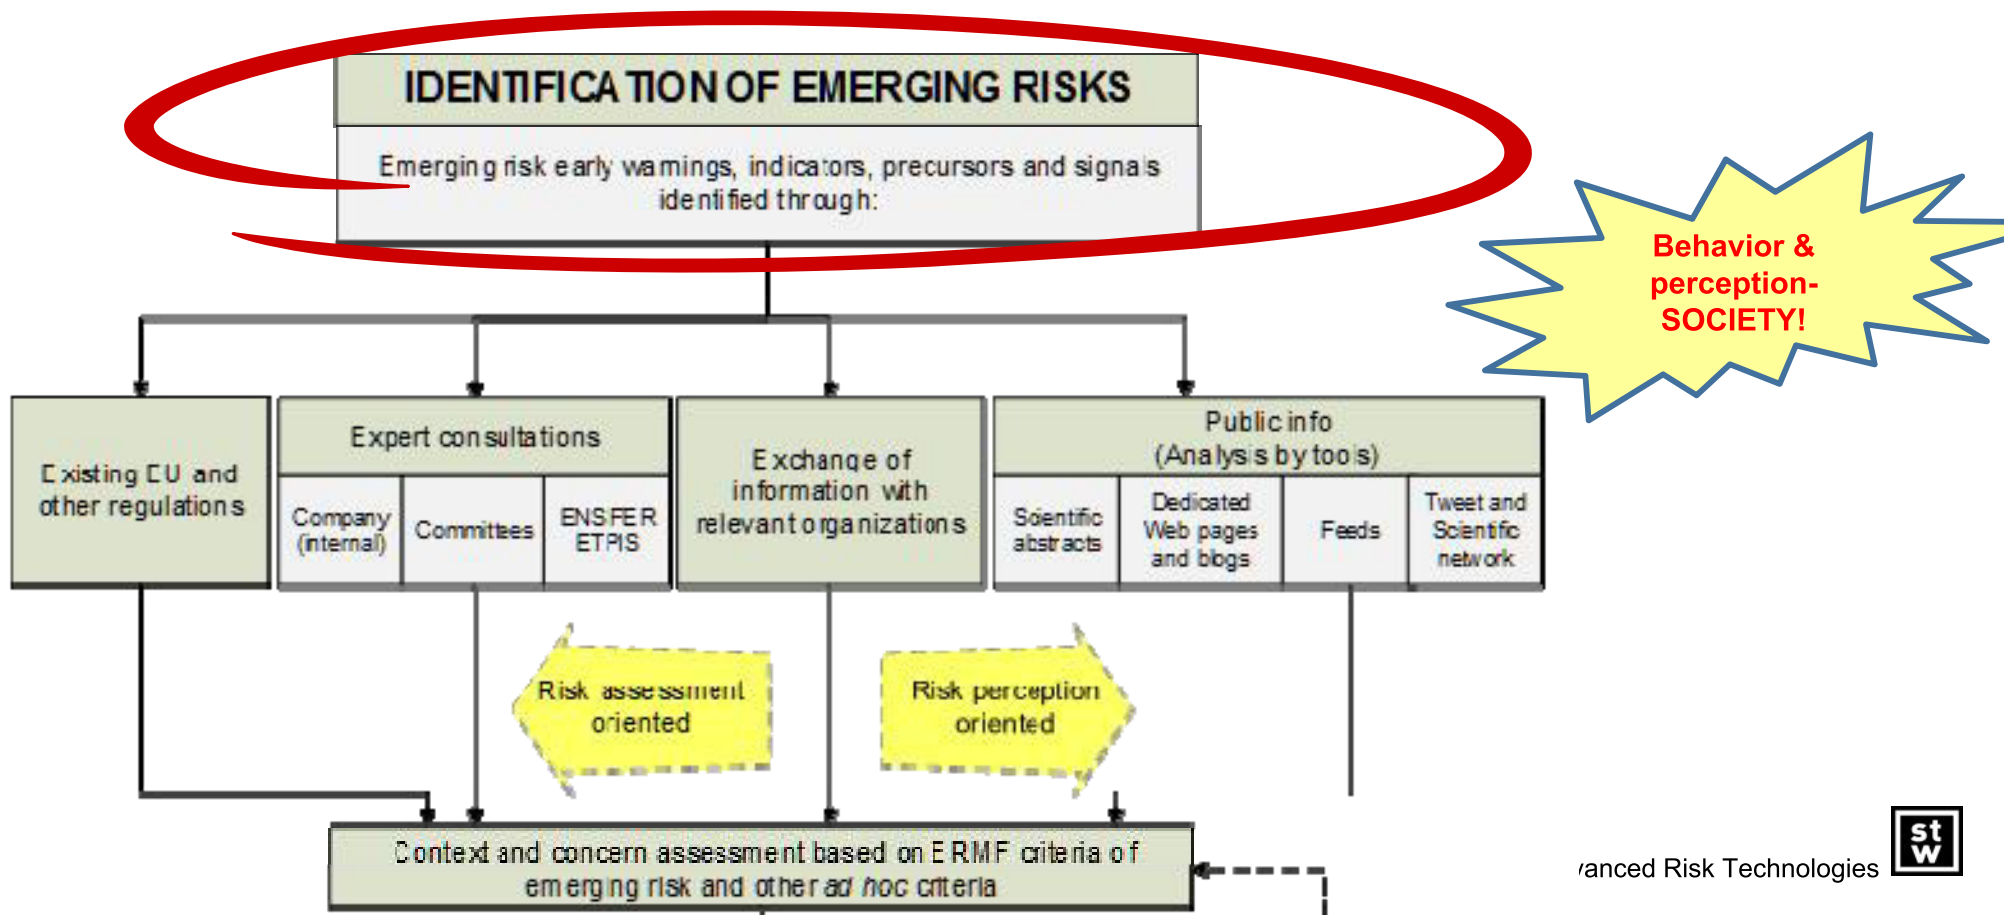 IDENTIFICATION OF EMERGING RISKS
Emerging risk early warnings, indicators, precursors and signals
identified through:
Behavior &
perception-
SOCIETY!
Existing EU and
other regulations
Expert consultations
Company
(internal)
Committees
ENSFER
ETPIS
Exchange of
information with
relevant organizations
Public info
(Analysis by tools)
Scientific
abstracts
Dedicated
Web pages
and blogs
Feeds
Tweet and
Scientific
network
Risk assessment
oriented
Risk perception
oriented
Context and concern assessment based on ERMF criteria of
emerging risk and other ad hoc criteria
vanced Risk Technologies
st
w